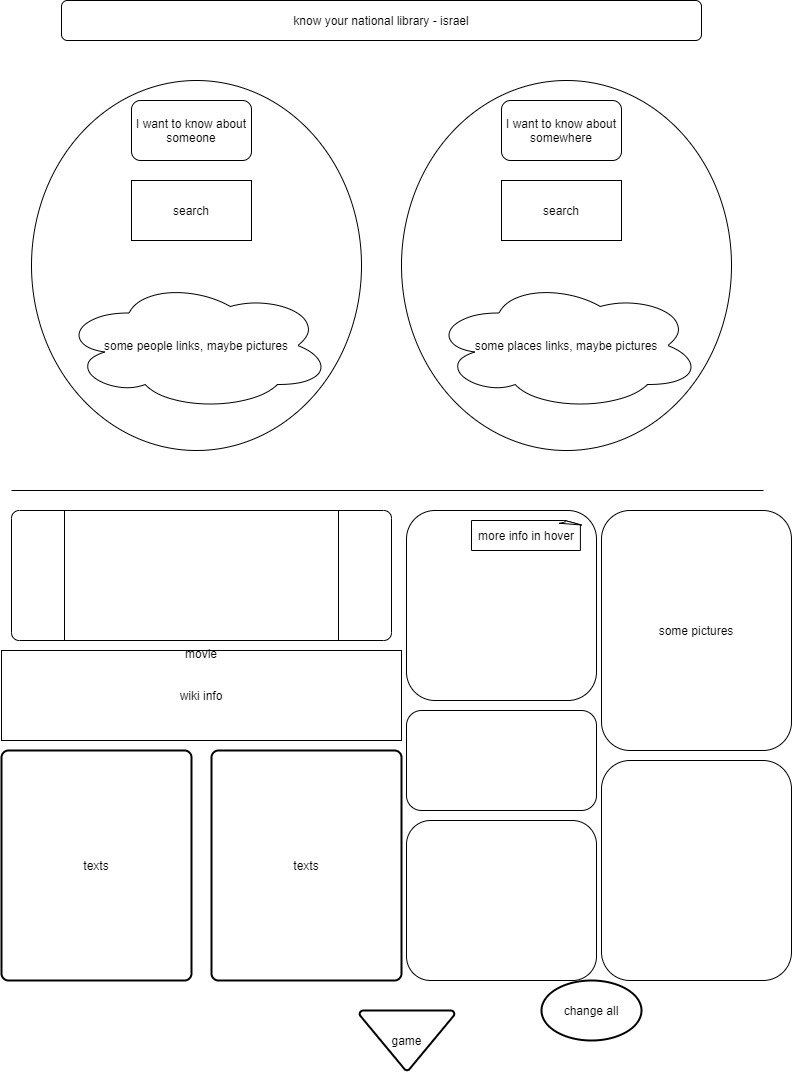 know your national library - israel
I want to know about
someone
I want to know about
somewhere
search
search
some people links, maybe pictures
some places links, maybe pictures
more info in hover
some pictures
movie
wiki info
texts
texts
change all
game